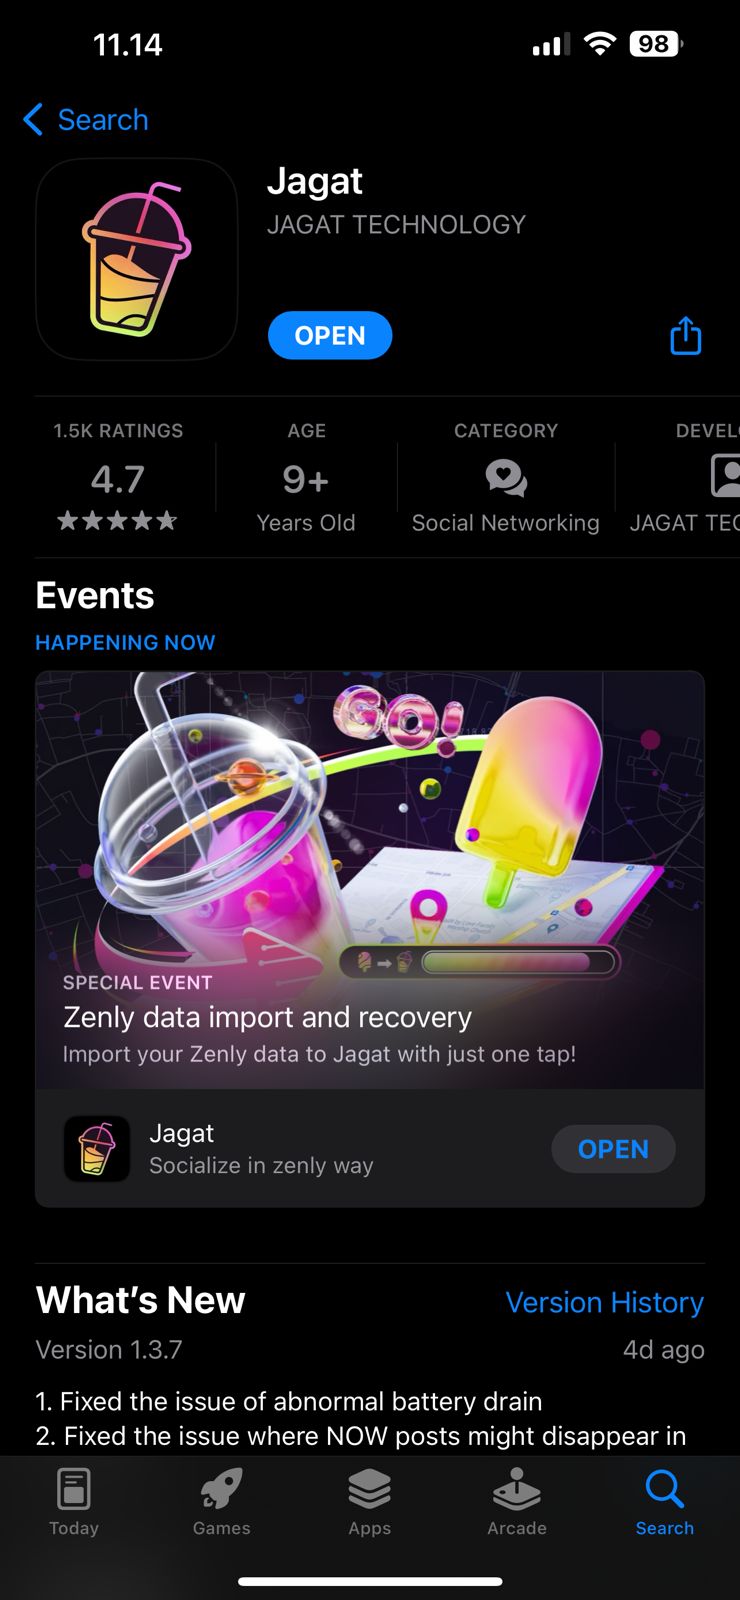 11.14
98
Search
Jagat
JAGAT TECHNOLOGY
OPEN
1.5K RATINGS
4.7
AGE
9+
Years Old
CATEGORY
Social Networking
DEVEL
JAGAT TEC
Events
HAPPENING NOW
GO!
SPECIAL EVENT
Zenly data import and recovery
Import your Zenly data to Jagat with just one tap!
Jagat
Socialize in zenly way
OPEN
What's New
Version History
Version 1.3.7
4d ago
1. Fixed the issue of abnormal battery drain
2. Fixed the issue where NOW posts might disappear in
Today
Games
Apps
Arcade
Search